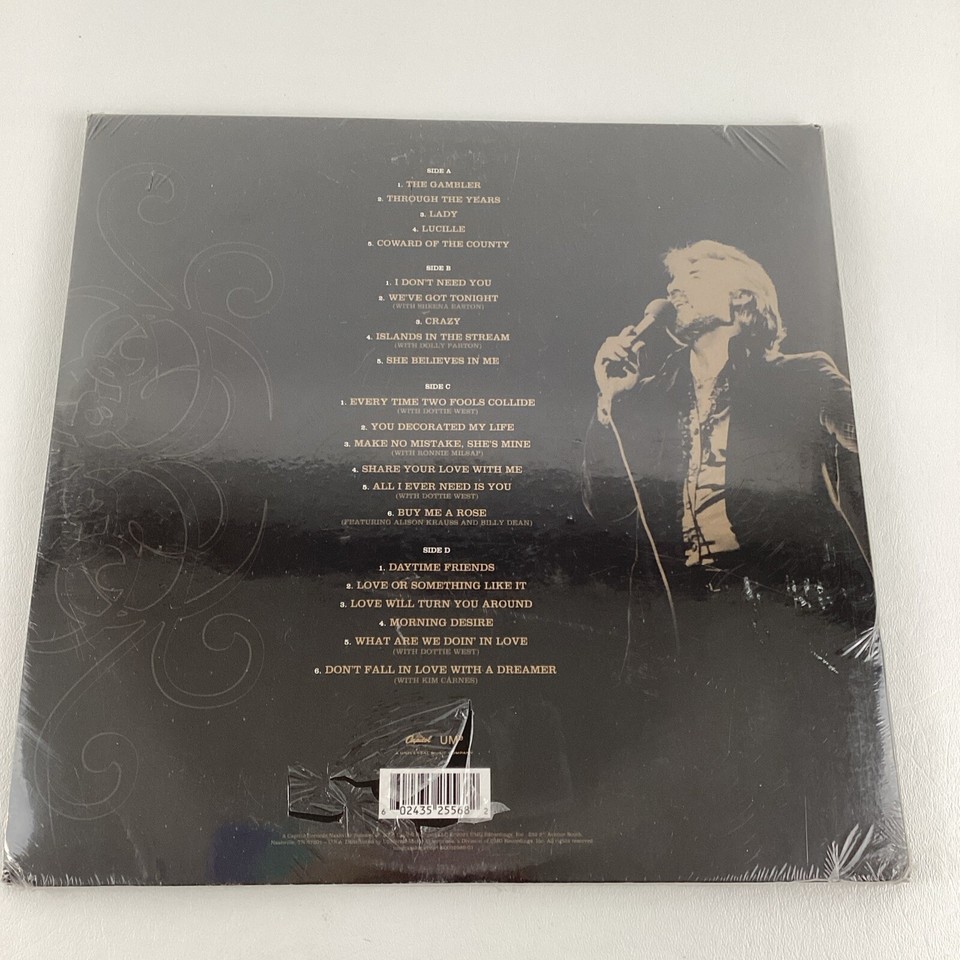 SIDE A
1. THE GAMBLER
2. THROUGH THE YEARS
3. LADY
4. LUCILLE
5. COWARD OF THE COUNTY
SIDE B
1. I DON'T NEED YOU
2. WE'VE GOT TONIGHT
(WITH SHEENA EASTON)
3. CRAZY
4. ISLANDS IN THE STREAM
(WITH DOLLY PARTON)
5. SHE BELIEVES IN ME
SIDE C
1. EVERY TIME TWO FOOLS COLLIDE
(WITH DOTTIE WEST)
2. YOU DECORATED MY LIFE
3. MAKE NO MISTAKE, SHE'S MINE
(WITH RONNIE MILSAP)
4. SHARE YOUR LOVE WITH ME
5. ALL I EVER NEED IS YOU
(WITH DOTTIE WEST)
6. BUY ME A ROSE
(FEATURING ALISON KRAUSS AND BILLY DEAN)
SIDE D
1. DAYTIME FRIENDS
2. LOVE OR SOMETHING LIKE IT
3. LOVE WILL TURN YOU AROUND
4. MORNING DESIRE
5. WHAT ARE WE DOIN' IN LOVE
(WITH DOTTIE WEST)
6. DON'T FALL IN LOVE WITH A DREAMER
(WITH KIM CARNES)
Capitol UMe
A UNIVERSAL MUSIC COMPANY
6 02435 25568 2